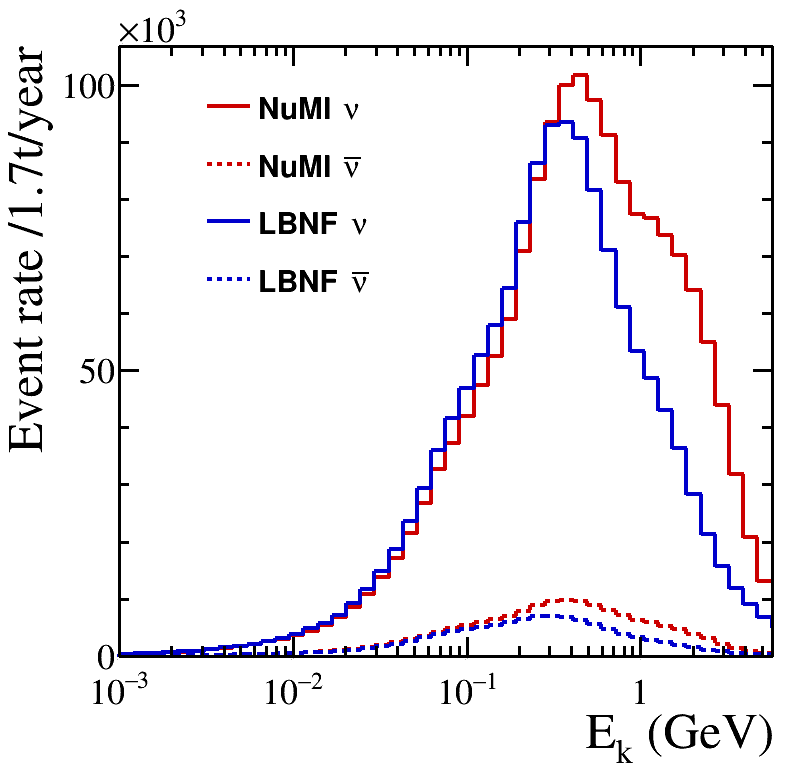 ×10³
Event rate /1.7t/year
100
50
0
NuMI ν
NuMI ν̅
LBNF ν
LBNF ν̅
10⁻³
10⁻²
10⁻¹
1
Eₖ (GeV)